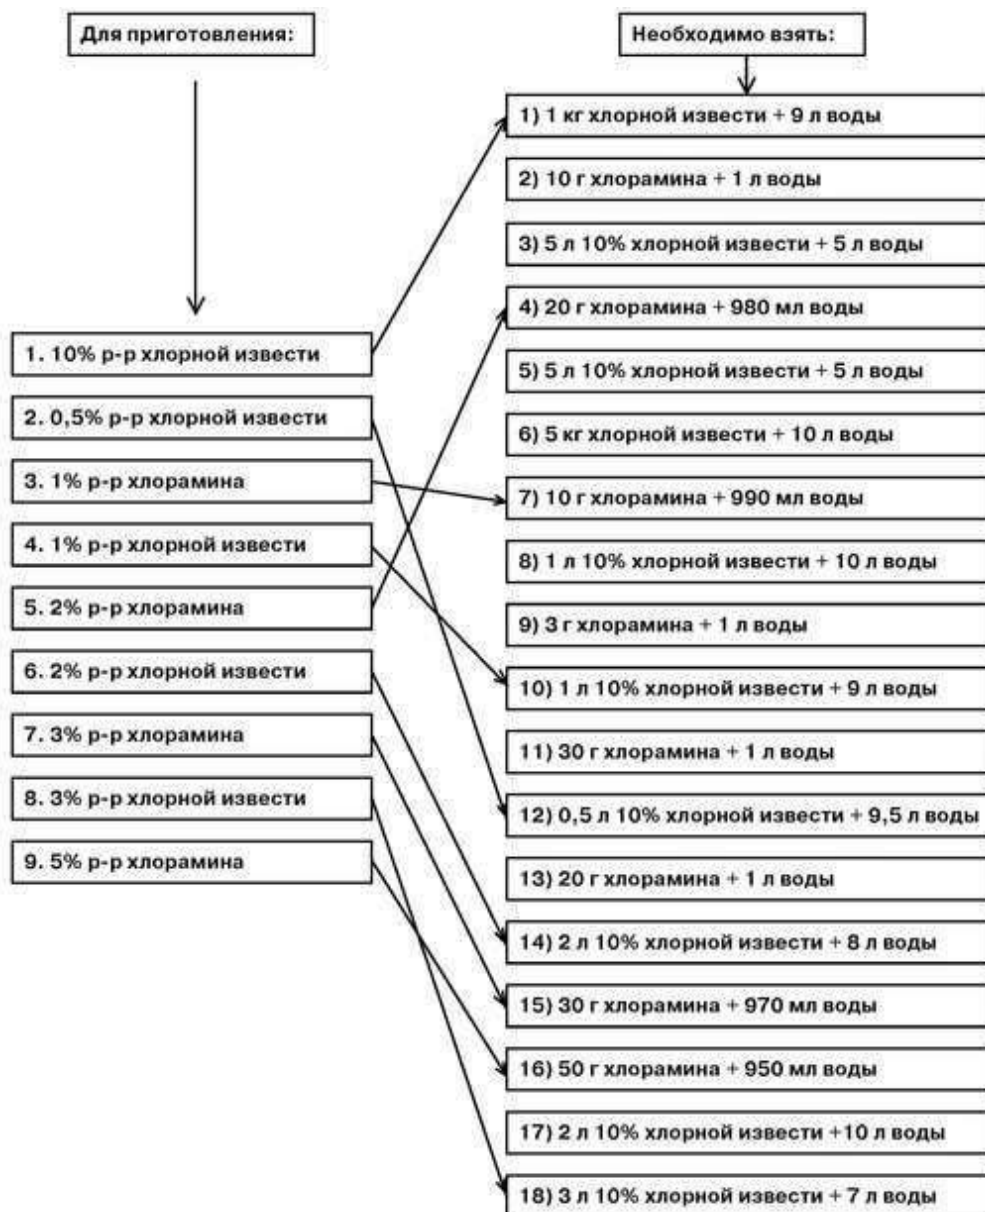 Для приготовления:
Необходимо взять:
1. 10% р-р хлорной извести
2. 0,5% р-р хлорной извести
3. 1% р-р хлорамина
4. 1% р-р хлорной извести
5. 2% р-р хлорамина
6. 2% р-р хлорной извести
7. 3% р-р хлорамина
8. 3% р-р хлорной извести
9. 5% р-р хлорамина
1) 1 кг хлорной извести + 9 л воды
2) 10 г хлорамина + 1 л воды
3) 5 л 10% хлорной извести + 5 л воды
4) 20 г хлорамина + 980 мл воды
5) 5 л 10% хлорной извести + 5 л воды
6) 5 кг хлорной извести + 10 л воды
7) 10 г хлорамина + 990 мл воды
8) 1 л 10% хлорной извести + 10 л воды
9) 3 г хлорамина + 1 л воды
10) 1 л 10% хлорной извести + 9 л воды
11) 30 г хлорамина + 1 л воды
12) 0,5 л 10% хлорной извести + 9,5 л воды
13) 20 г хлорамина + 1 л воды
14) 2 л 10% хлорной извести + 8 л воды
15) 30 г хлорамина + 970 мл воды
16) 50 г хлорамина + 950 мл воды
17) 2 л 10% хлорной извести +10 л воды
18) 3 л 10% хлорной извести + 7 л воды